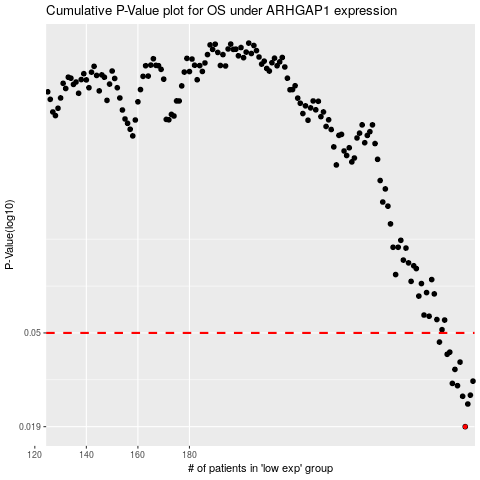 Cumulative P-Value plot for OS under ARHGAP1 expression
P-Value(log10)
0.05
0.019
120 140 160 180
# of patients in 'low exp' group